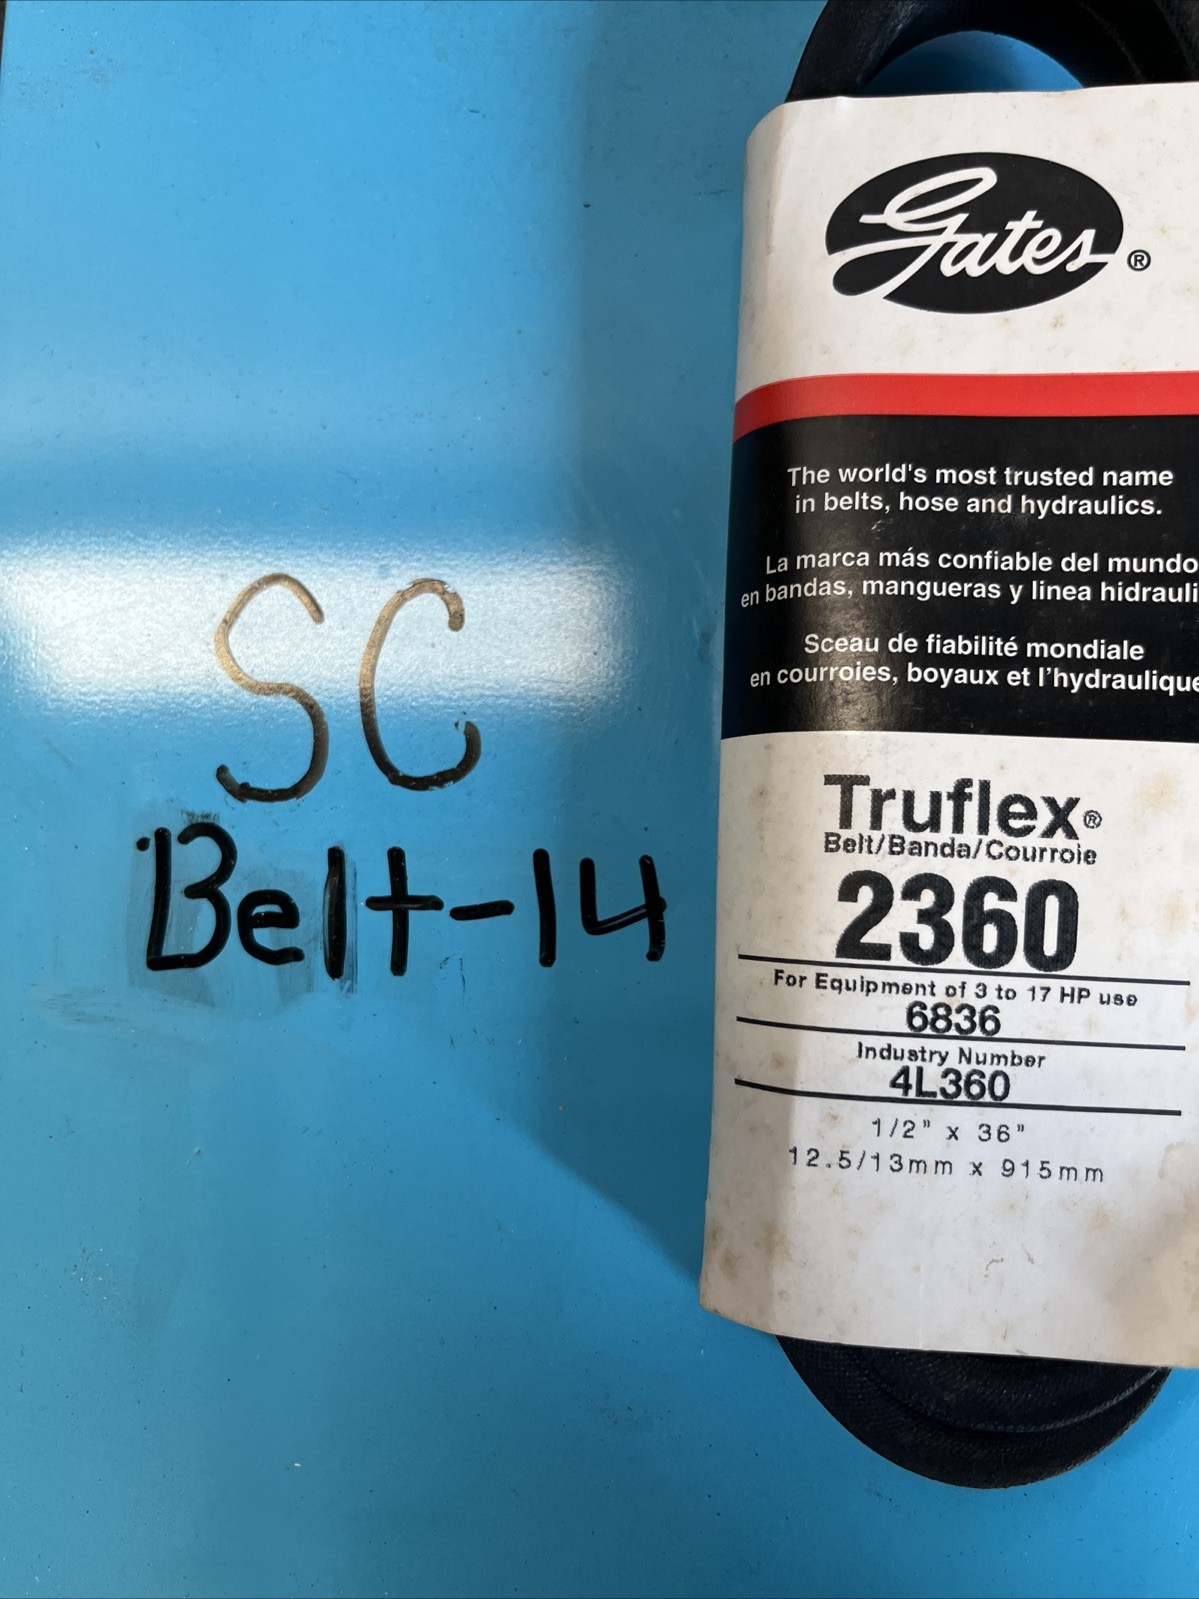 SC
Belt-14
Gates®
The world's most trusted name
in belts, hose and hydraulics.
La marca más confiable del mundo
en bandas, mangueras y linea hidrauli
Sceau de fiabilité mondiale
en courroies, boyaux et l'hydraulique
Truflex®
Belt/Banda/Courroie
2360
For Equipment of 3 to 17 HP use
6836
Industry Number
4L360
1/2" x 36"
12.5/13mm x 915mm